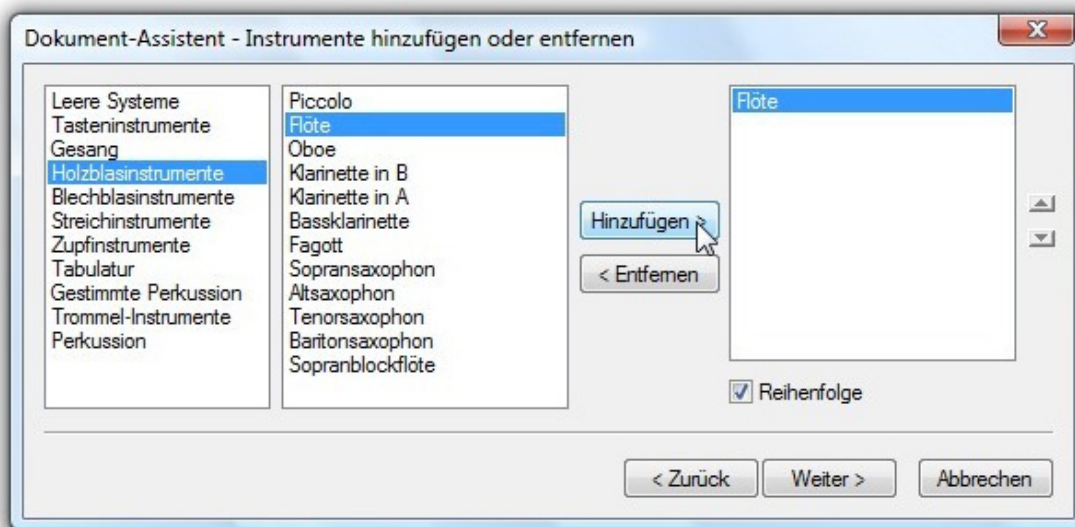 Dokument-Assistent - Instrumente hinzufügen oder entfernen
Leere Systeme
Tasteninstrumente
Gesang
Holzblasinstrumente
Blechblasinstrumente
Streichinstrumente
Zupfinstrumente
Tabulatur
Gestimmte Perkussion
Trommel-Instrumente
Perkussion
Piccolo
Flöte
Oboe
Klarinette in B
Klarinette in A
Bassklarinette
Fagott
Sopransaxophon
Altsaxophon
Tenorsaxophon
Baritonsaxophon
Sopranblockflöte
Hinzufügen >
< Entfernen
Flöte
Reihenfolge
< Zurück
Weiter >
Abbrechen